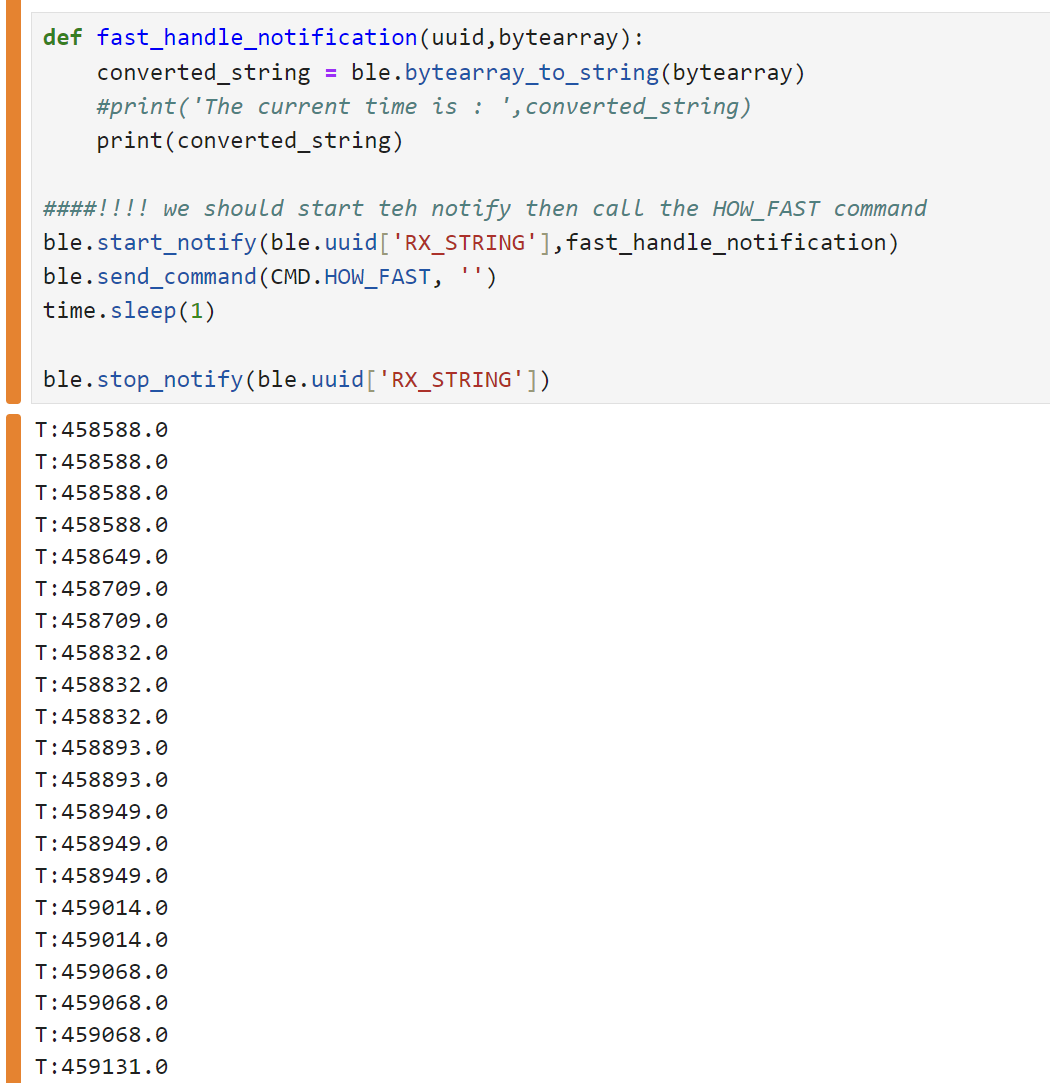 def fast_handle_notification(uuid,bytearray):
    converted_string = ble.bytearray_to_string(bytearray)
    #print('The current time is : ',converted_string)
    print(converted_string)

####!!!! we should start teh notify then call the HOW_FAST command
ble.start_notify(ble.uuid['RX_STRING'],fast_handle_notification)
ble.send_command(CMD.HOW_FAST, '')
time.sleep(1)

ble.stop_notify(ble.uuid['RX_STRING'])
T:458588.0
T:458588.0
T:458588.0
T:458588.0
T:458649.0
T:458709.0
T:458709.0
T:458832.0
T:458832.0
T:458832.0
T:458893.0
T:458893.0
T:458949.0
T:458949.0
T:458949.0
T:459014.0
T:459014.0
T:459068.0
T:459068.0
T:459068.0
T:459131.0